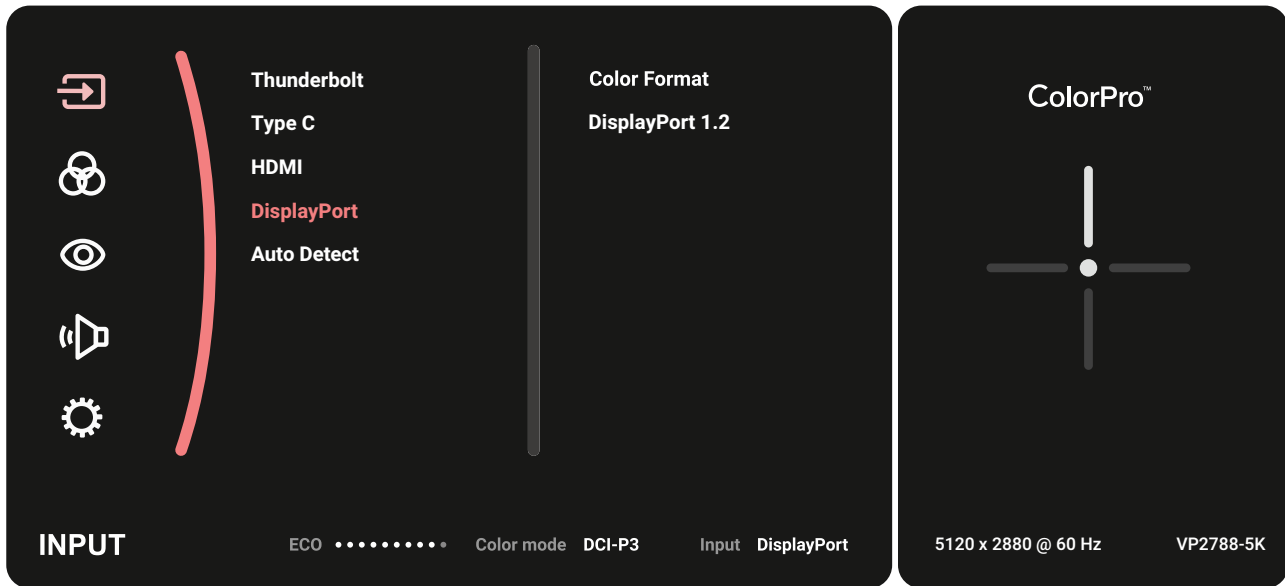 Thunderbolt
Type C
HDMI
DisplayPort
Auto Detect
Color Format
DisplayPort 1.2
INPUT
ECO
Color mode DCI-P3
Input DisplayPort
ColorPro™
5120 x 2880 @ 60 Hz
VP2788-5K